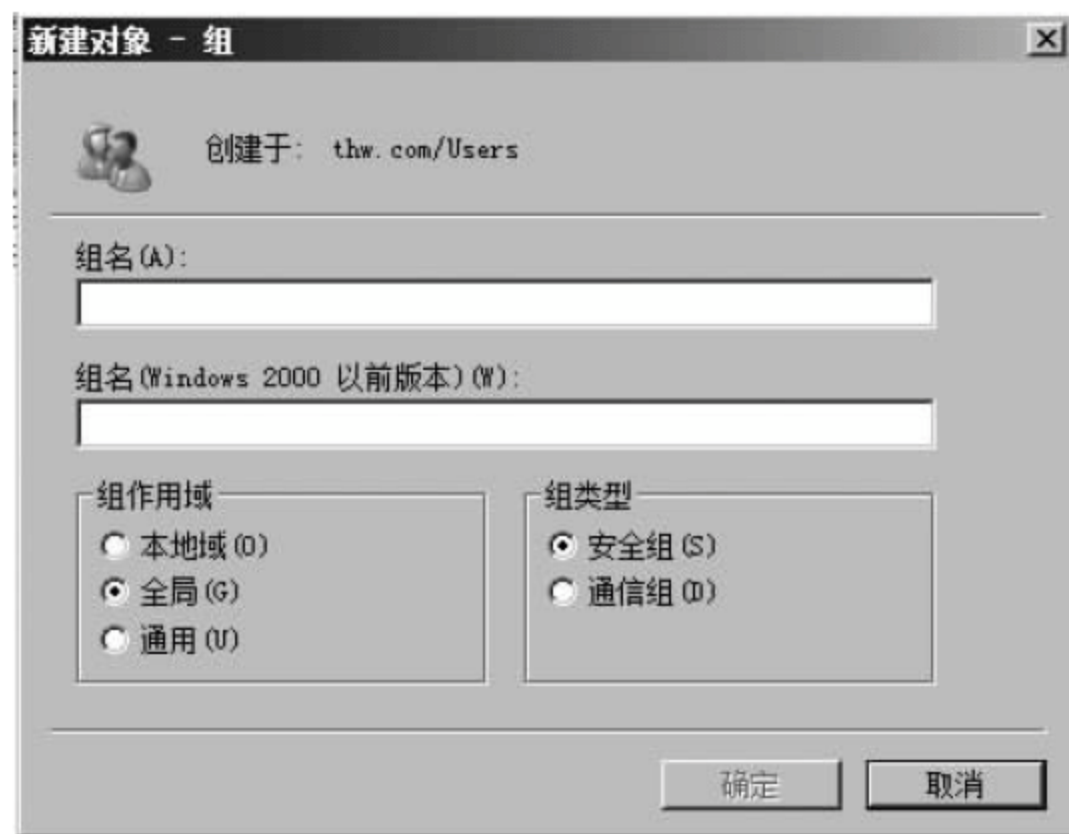 新建对象 - 组
创建于: thw.com/Users
组名(A):
组名(Windows 2000 以前版本)(W):
组作用域
本地域(O)
全局(G)
通用(U)
组类型
安全组(S)
通信组(D)
确定
取消